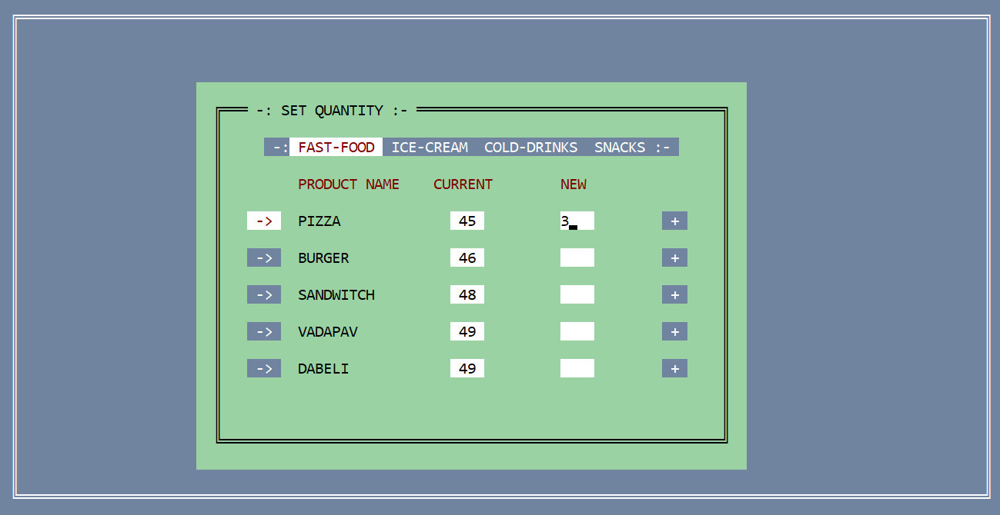 -: SET QUANTITY :-
-: FAST-FOOD ICE-CREAM COLD-DRINKS SNACKS :-
PRODUCT NAME CURRENT NEW
-> PIZZA 45 3_ +
-> BURGER 46 +
-> SANDWITCH 48 +
-> VADAPAV 49 +
-> DABELI 49 +